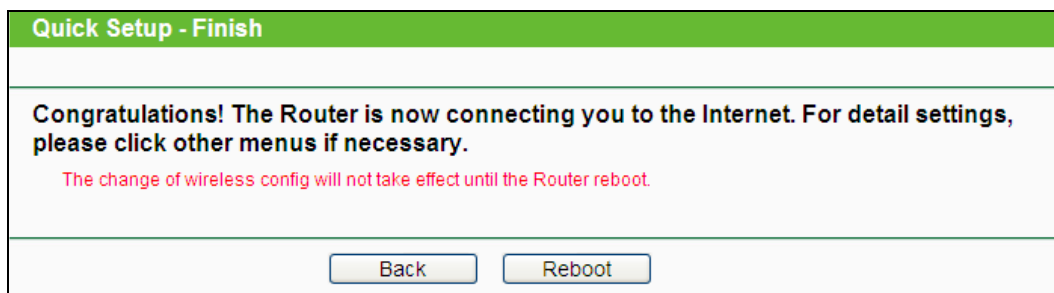 Quick Setup - Finish
Congratulations! The Router is now connecting you to the Internet. For detail settings,
please click other menus if necessary.
The change of wireless config will not take effect until the Router reboot.
Back Reboot